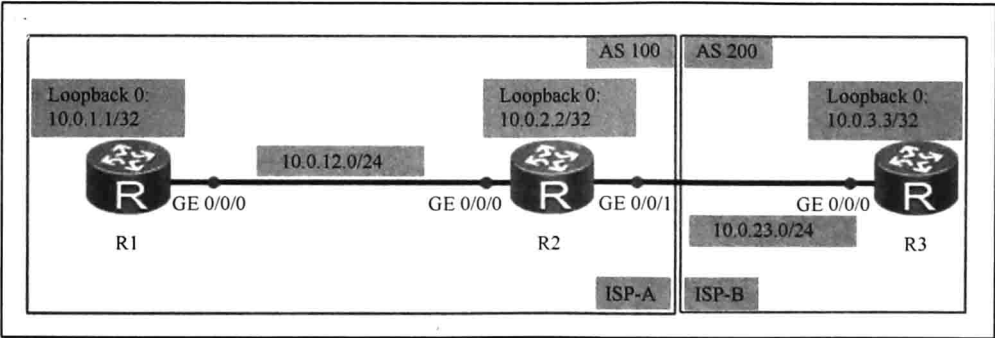 AS 100
AS 200
Loopback 0:
10.0.1.1/32
Loopback 0:
10.0.2.2/32
Loopback 0:
10.0.3.3/32
10.0.12.0/24
R
R
R
GE 0/0/0
GE 0/0/0
GE 0/0/1
GE 0/0/0
10.0.23.0/24
R1
R2
R3
ISP-A
ISP-B